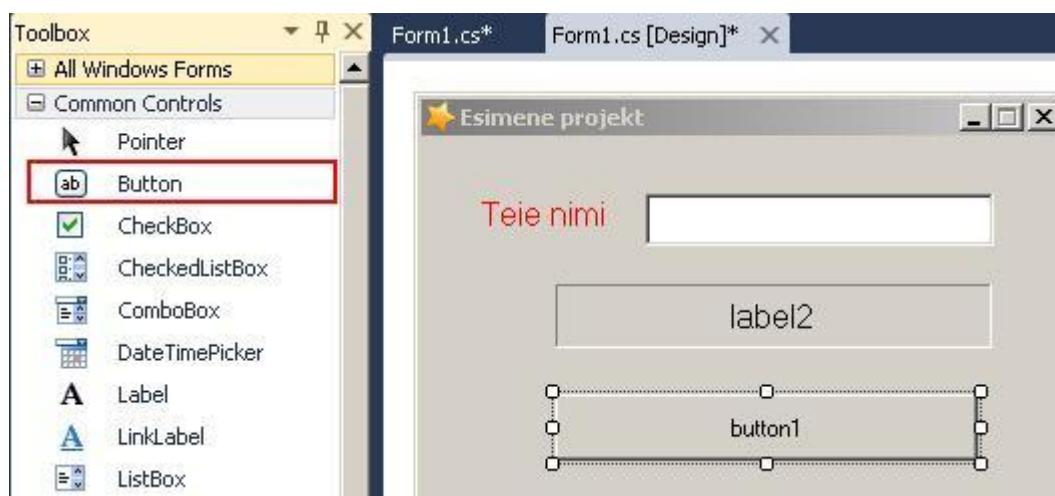 Toolbox
All Windows Forms
Common Controls
Pointer
ab Button
CheckBox
CheckedListBox
ComboBox
DateTimePicker
A Label
A LinkLabel
ListBox
Form1.cs* Form1.cs [Design]*
Esimene projekt
Teie nimi
label2
button1